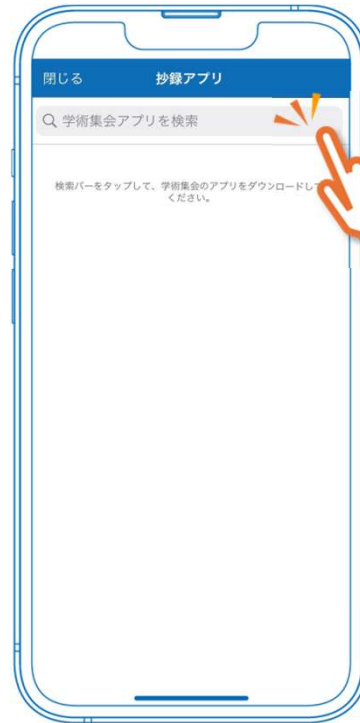 閉じる 抄録アプリ
学術集会アプリを検索
検索バーをタップして、学術集会のアプリをダウンロードして
ください。